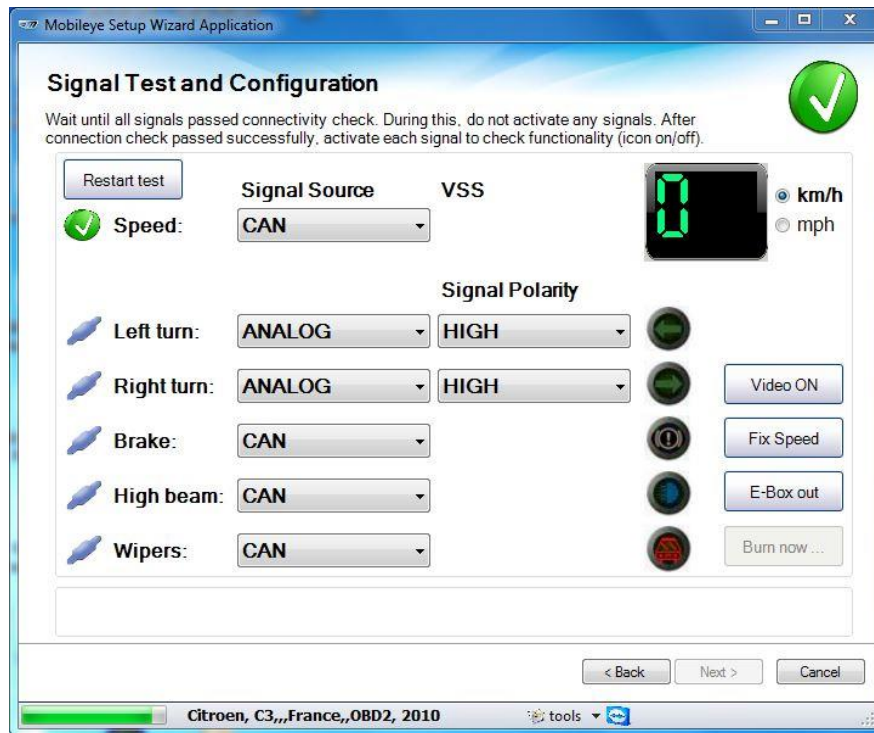 Mobileye Setup Wizard Application
Signal Test and Configuration
Wait until all signals passed connectivity check. During this, do not activate any signals. After
connection check passed successfully, activate each signal to check functionality (icon on/off).
Restart test
Signal Source VSS
Speed: CAN 0 km/h
mph
Signal Polarity
Left turn: ANALOG HIGH
Right turn: ANALOG HIGH Video ON
Brake: CAN Fix Speed
High beam: CAN E-Box out
Wipers: CAN Burn now ...
< Back Next > Cancel
Citroen, C3,,,France,,OBD2, 2010 tools